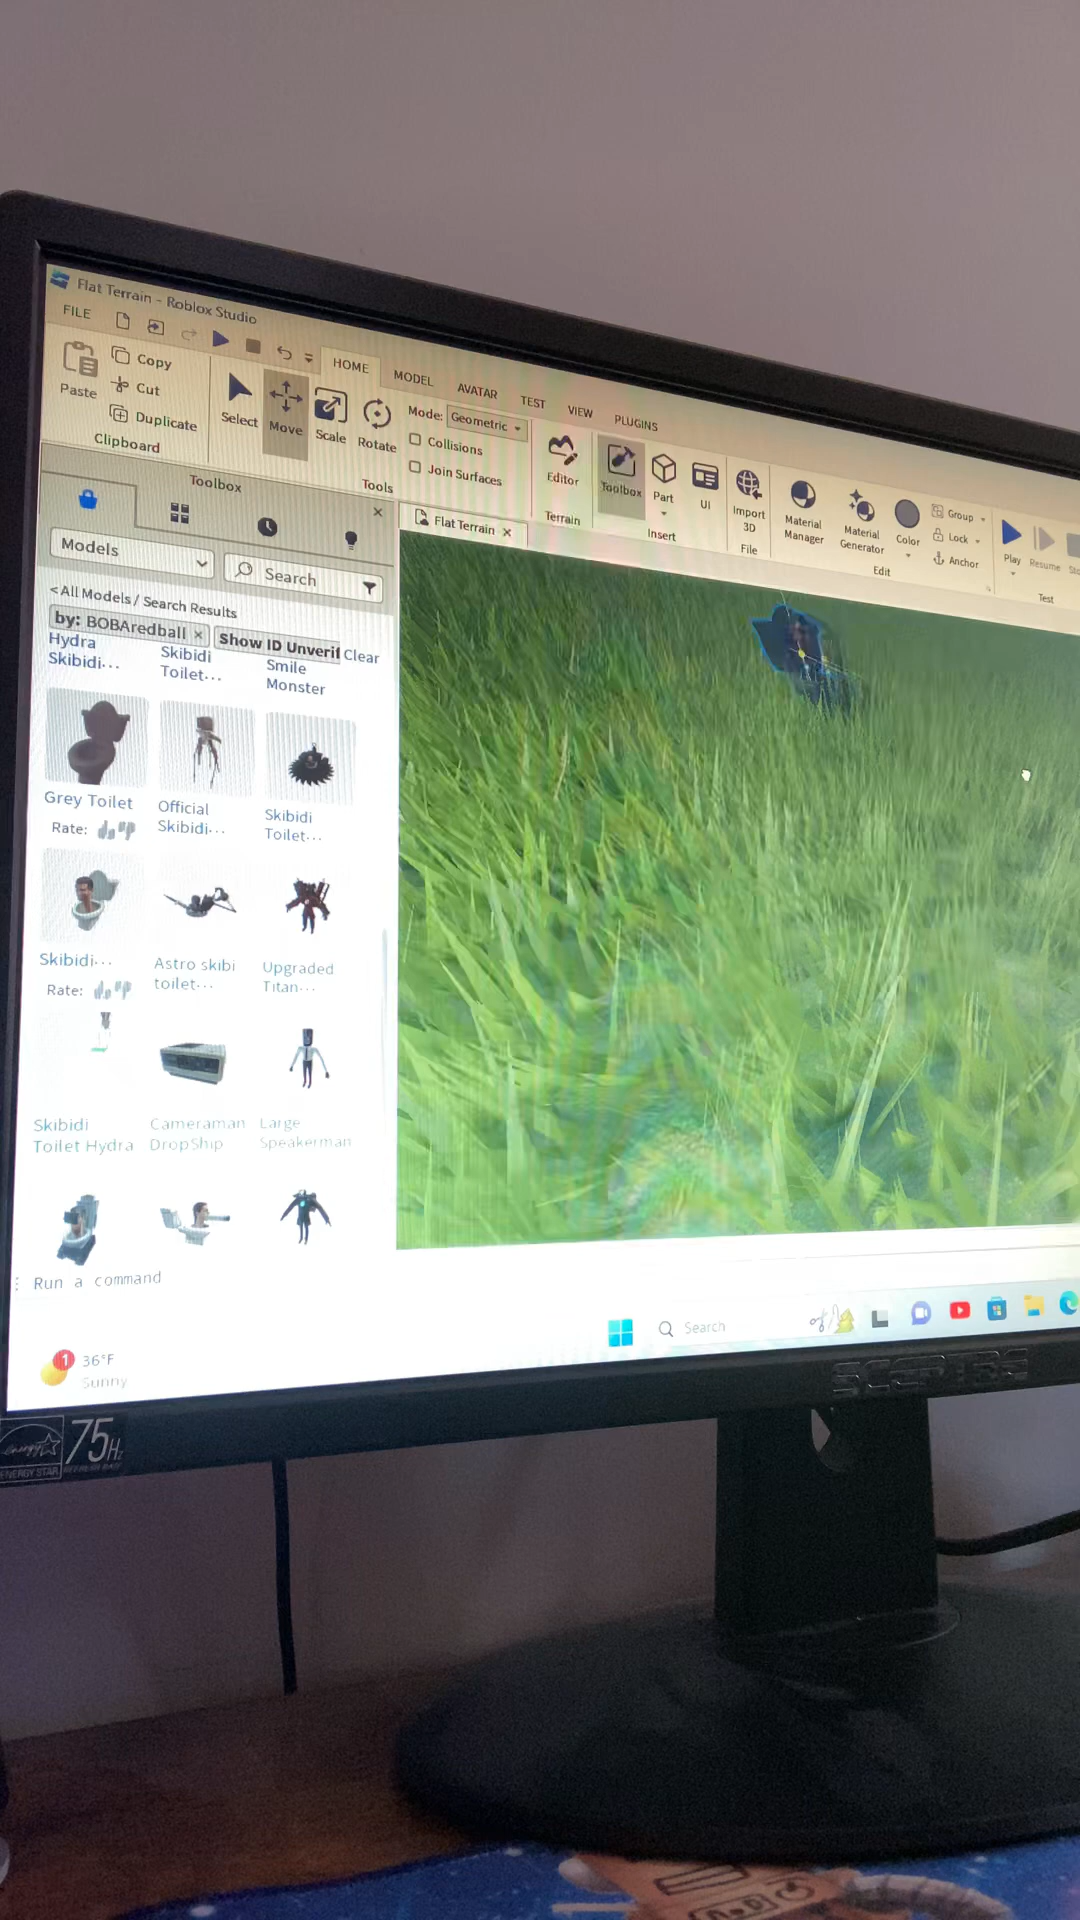 Flat Terrain - Roblox Studio
FILE
HOME
MODEL
AVATAR
TEST
VIEW
PLUGINS
Paste
Copy
Cut
Duplicate
Clipboard
Select
Move
Scale
Rotate
Mode: Geometric
Collisions
Join Surfaces
Tools
Editor
Terrain
Toolbox
Part
UI
Insert
Import
3D
File
Material
Manager
Material
Generator
Color
Group
Lock
Anchor
Edit
Play
Resume
Test
Toolbox
Flat Terrain
Models
Search
<All Models / Search Results
by: BOBAredball
Show ID Unverif
Clear
Hydra
Skibidi...
Skibidi
Toilet...
Smile
Monster
Grey Toilet
Rate:
Official
Skibidi...
Skibidi
Toilet...
Skibidi...
Rate:
Astro skibi
toilet...
Upgraded
Titan...
Skibidi
Toilet Hydra
Cameraman
DropShip
Large
Speakerman
Run a command
1
36°F
Sunny
Search
SCEPTRE
energy
ENERGY STAR
75Hz